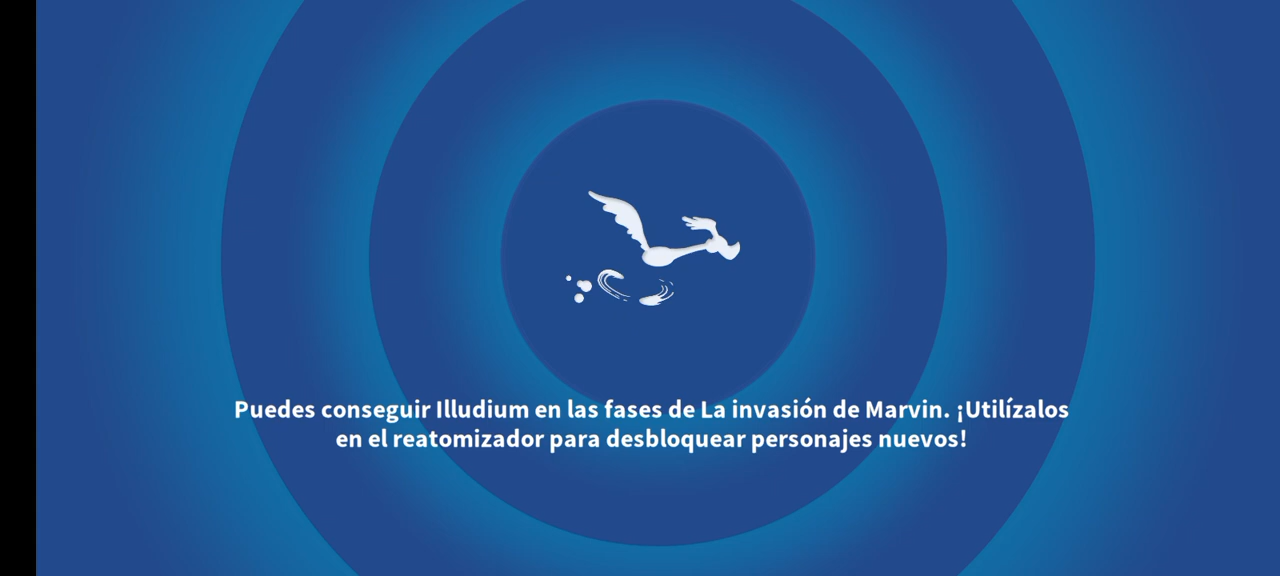 Puedes conseguir Illudium en las fases de La invasión de Marvin. ¡Utilízalos
en el reatomizador para desbloquear personajes nuevos!